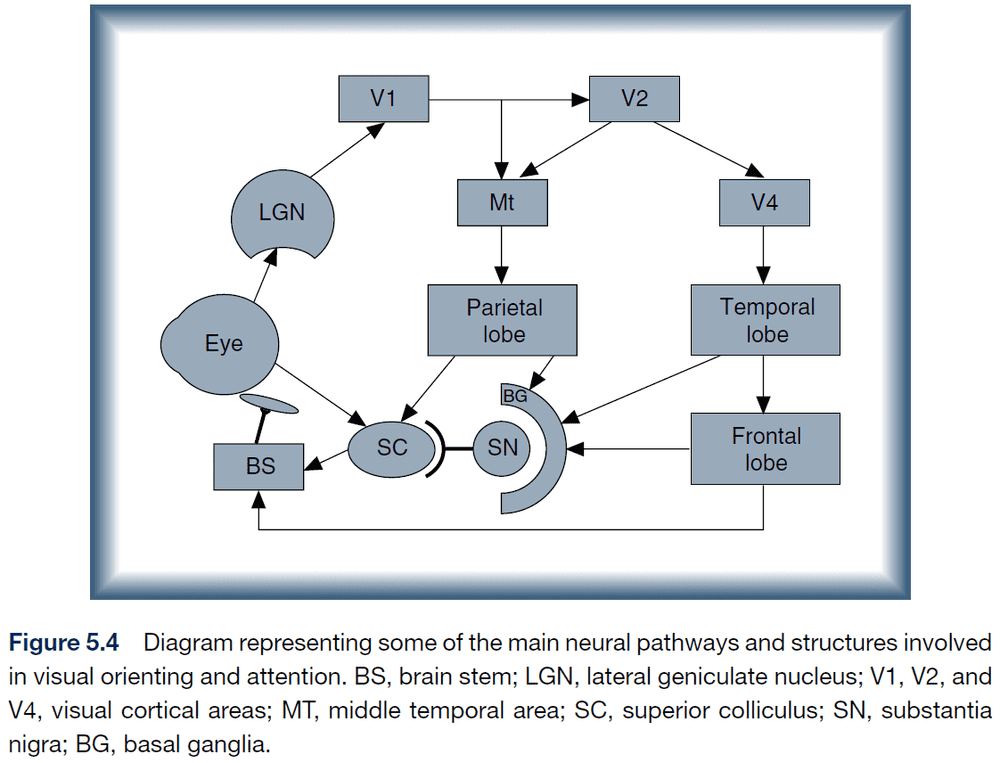 V1
V2
LGN
Mt
V4
Eye
Parietal
lobe
Temporal
lobe
BG
BS
SC
SN
Frontal
lobe
Figure 5.4 Diagram representing some of the main neural pathways and structures involved
in visual orienting and attention. BS, brain stem; LGN, lateral geniculate nucleus; V1, V2, and
V4, visual cortical areas; MT, middle temporal area; SC, superior colliculus; SN, substantia
nigra; BG, basal ganglia.